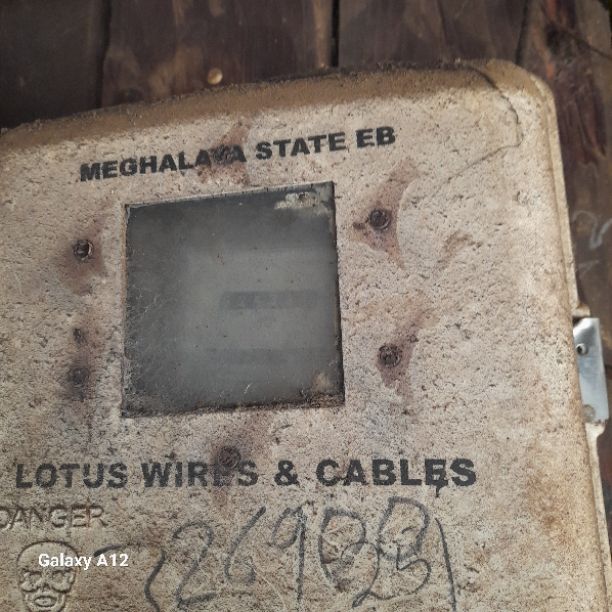 MEGHALAYA STATE EB
LOTUS WIRES & CABLES
DANGER
Galaxy A12